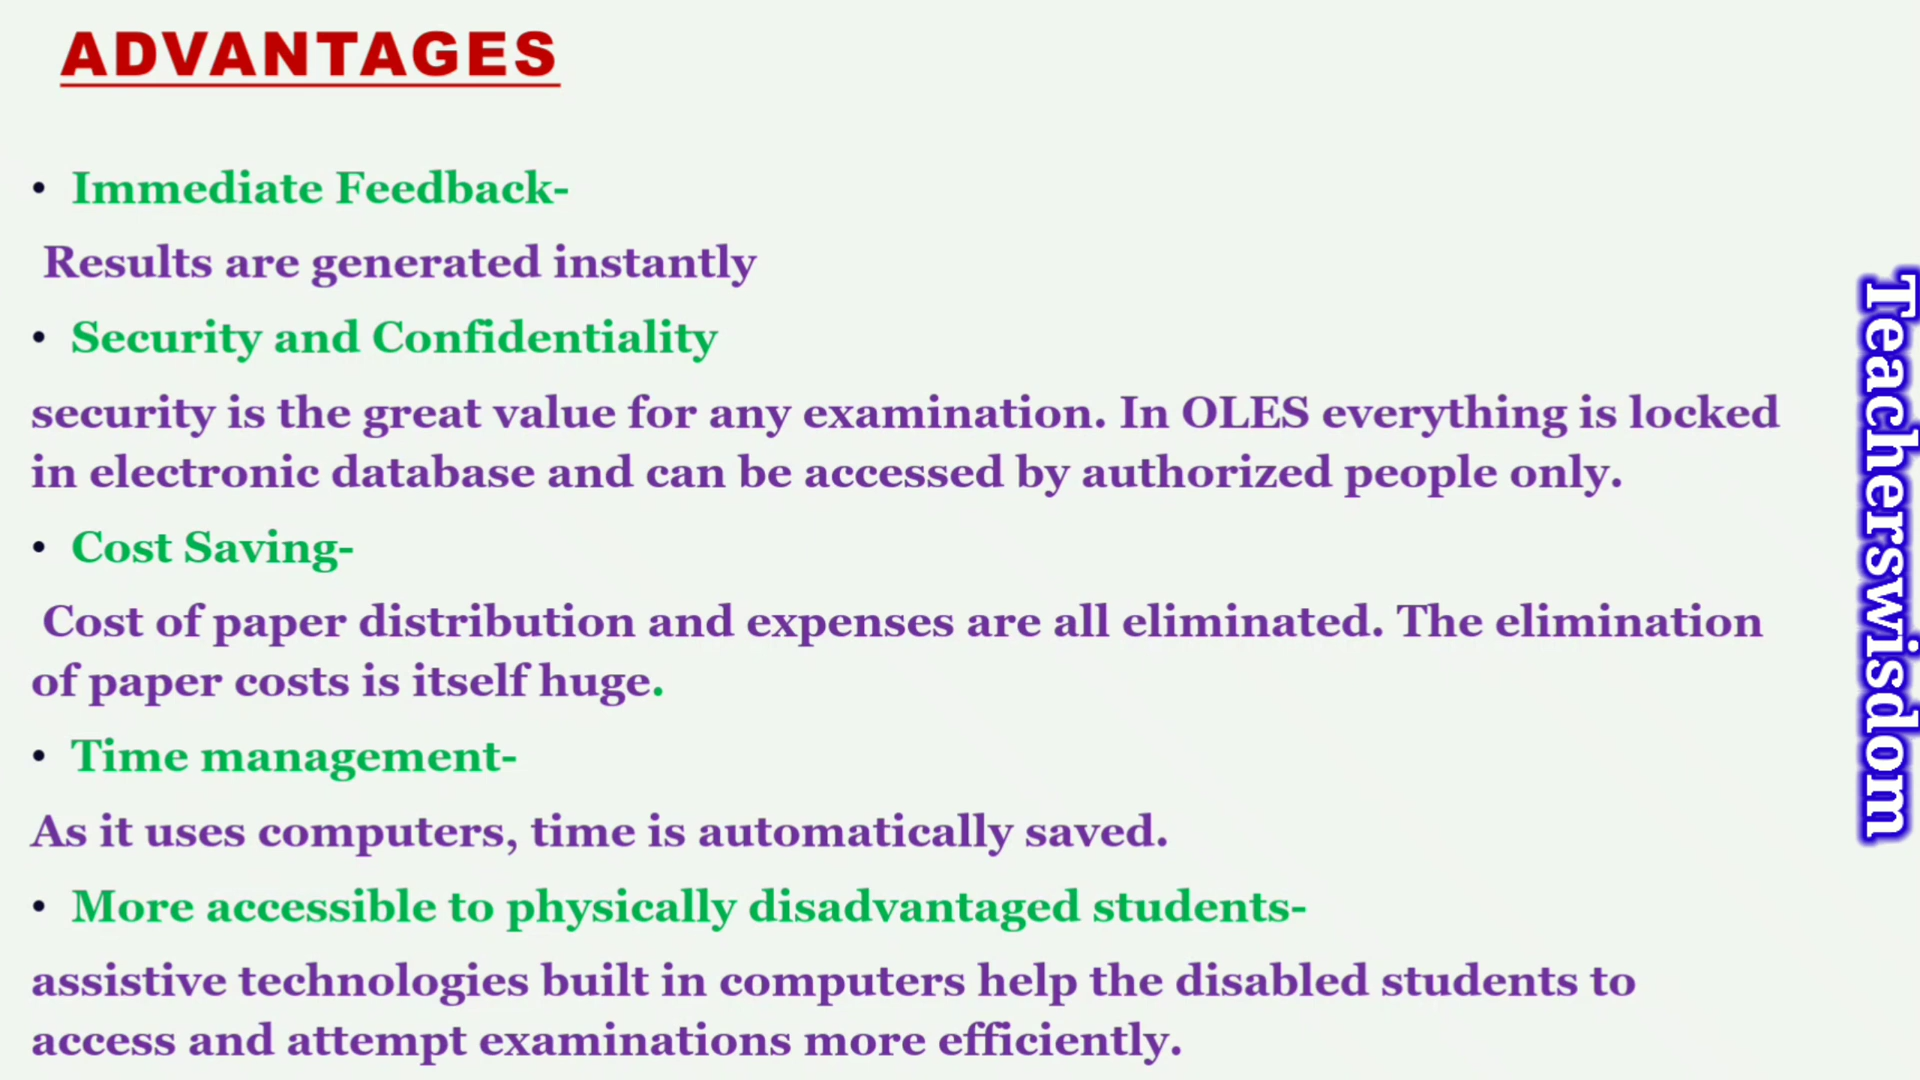 ADVANTAGES
• Immediate Feedback-
Results are generated instantly
• Security and Confidentiality
security is the great value for any examination. In OLES everything is locked
in electronic database and can be accessed by authorized people only.
• Cost Saving-
Cost of paper distribution and expenses are all eliminated. The elimination
of paper costs is itself huge.
• Time management-
As it uses computers, time is automatically saved.
• More accessible to physically disadvantaged students-
assistive technologies built in computers help the disabled students to
access and attempt examinations more efficiently.
Teacherswisdom